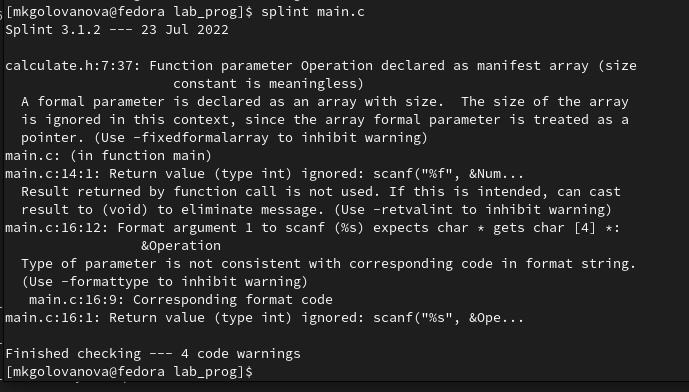 [mkgolovanova@fedora lab_prog]$ splint main.c
Splint 3.1.2 --- 23 Jul 2022
calculate.h:7:37: Function parameter Operation declared as manifest array (size
constant is meaningless)
A formal parameter is declared as an array with size.  The size of the array
is ignored in this context, since the array formal parameter is treated as a
pointer. (Use -fixedformalarray to inhibit warning)
main.c: (in function main)
main.c:14:1: Return value (type int) ignored: scanf("%f", &Num...
Result returned by function call is not used. If this is intended, can cast
result to (void) to eliminate message. (Use -retvalint to inhibit warning)
main.c:16:12: Format argument 1 to scanf (%s) expects char * gets char [4] *:
&Operation
Type of parameter is not consistent with corresponding code in format string.
(Use -formattype to inhibit warning)
main.c:16:9: Corresponding format code
main.c:16:1: Return value (type int) ignored: scanf("%s", &Ope...
Finished checking --- 4 code warnings
[mkgolovanova@fedora lab_prog]$